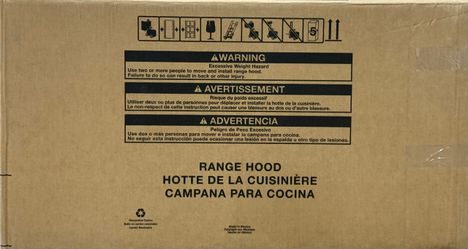 5
⚠WARNING
Excessive Weight Hazard
Use two or more people to move and install range hood.
Failure to do so can result in back or other injury.
⚠ AVERTISSEMENT
Risque du poids excessif
Utiliser deux ou plus de personnes pour déplacer et installer la hotte de la cuisinière.
Le non-respect de cette instruction peut causer une blessure au dos ou d'autre blessure.
⚠ ADVERTENCIA
Peligro de Peso Excesivo
Use dos o más personas para mover e instalar la campana para cocina.
No seguir esta instrucción puede ocasionar una lesión en la espalda u otro tipo de lesiones.
RANGE HOOD
HOTTE DE LA CUISINIÈRE
CAMPANA PARA COCINA